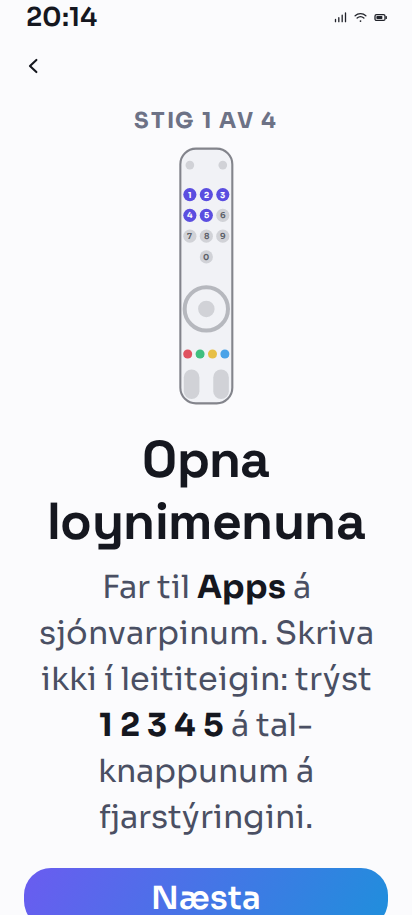 20:14
STIG 1 AV 4
1 2 3
4 5 6
7 8 9
0
Opna
loynimenuna
Far til Apps á
sjónvarpinum. Skriva
ikki í leititeigin: trýst
1 2 3 4 5 á tal-
knappunum á
fjarstýringini.
Næsta